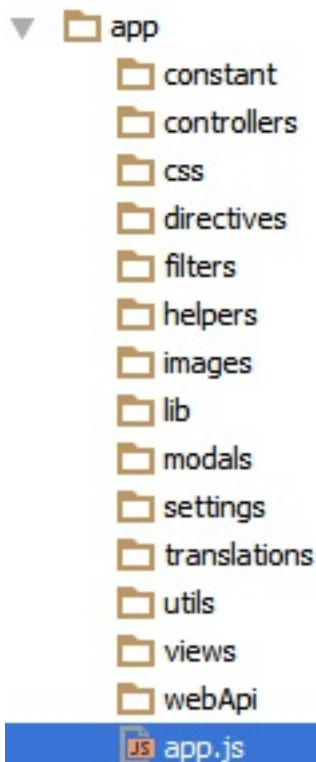 app
constant
controllers
css
directives
filters
helpers
images
lib
modals
settings
translations
utils
views
webApi
JS app.js